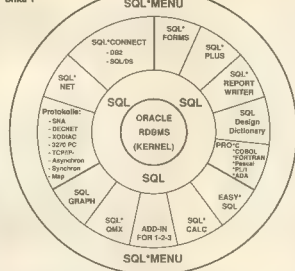 SQL*MENU
SQL*CONNECT
- DB2
- SQL/DS
SQL*
FORMS
SQL*
PLUS
SQL*
REPORT
WRITER
SQL
Design
Dictionary
PRO*C
*COBOL
*FORTRAN
*Pascal
*PL/I
*ADA
EASY*
SQL
SQL*
CALC
ADD-IN
FOR 1-2-3
SQL*
QMX
SQL
GRAPH
Protokolle:
- SNA
- DECNET
- XODIAC
- 3270 PC
- TCP/IP-
- Asynchron
- Synchron
- Map
SQL*
NET
SQL
SQL
SQL
ORACLE
RDBMS
(KERNEL)
SQL*MENU